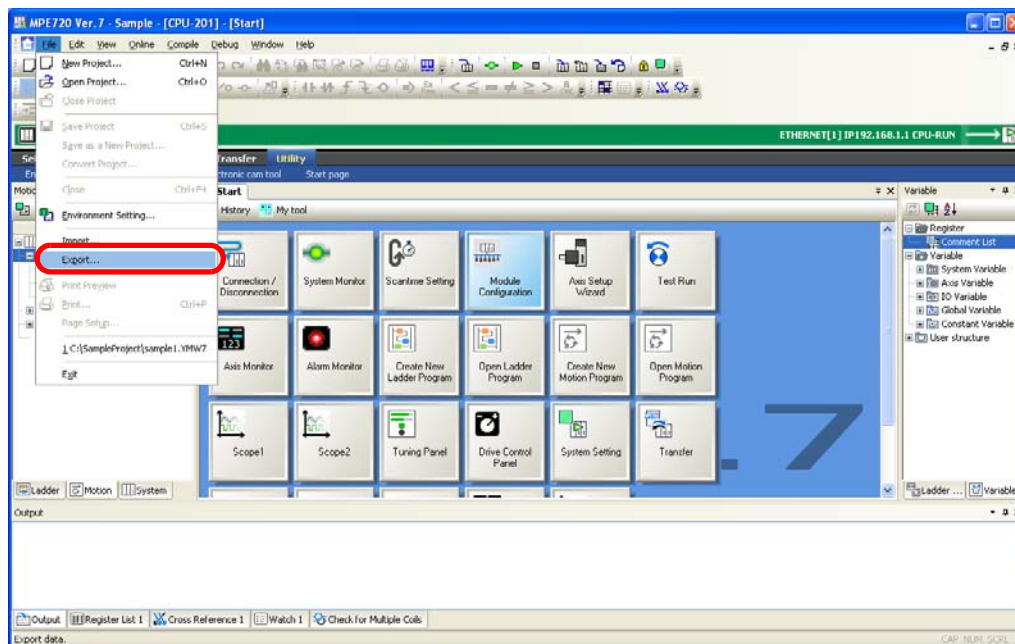 MPE720 Ver. 7 - Sample - [CPU-201] - [Start]
File Edit View Online Compile Debug Window Help
New Project... Ctrl+N
Open Project... Ctrl+O
Close Project
Save Project Ctrl+S
Save as a New Project...
Convert Project...
Close Ctrl+F4
Environment Setting...
Import...
Export...
Print Preview
Print... Ctrl+P
Page Setup...
1 C:\SampleProject\sample1.YMW7
Exit
ETHERNET[1] IP192.168.1.1 CPU-RUN
Transfer Utility
ctronic cam tool Start page
Start
History My tool
Connection / Disconnection
System Monitor
Scantime Setting
Module Configuration
Axis Setup Wizard
Test Run
123
Axis Monitor
Alarm Monitor
Create New Ladder Program
Open Ladder Program
Create New Motion Program
Open Motion Program
Scope1
Scope2
Tuning Panel
Drive Control Panel
System Setting
Transfer
.7
Variable
Register
Comment List
Variable
System Variable
Axis Variable
IO Variable
Global Variable
Constant Variable
User structure
Ladder Motion System
Ladder ... Variable
Output
Output Register List 1 Cross Reference 1 Watch 1 Check for Multiple Coils
Export data.
CAP NUM SCRL